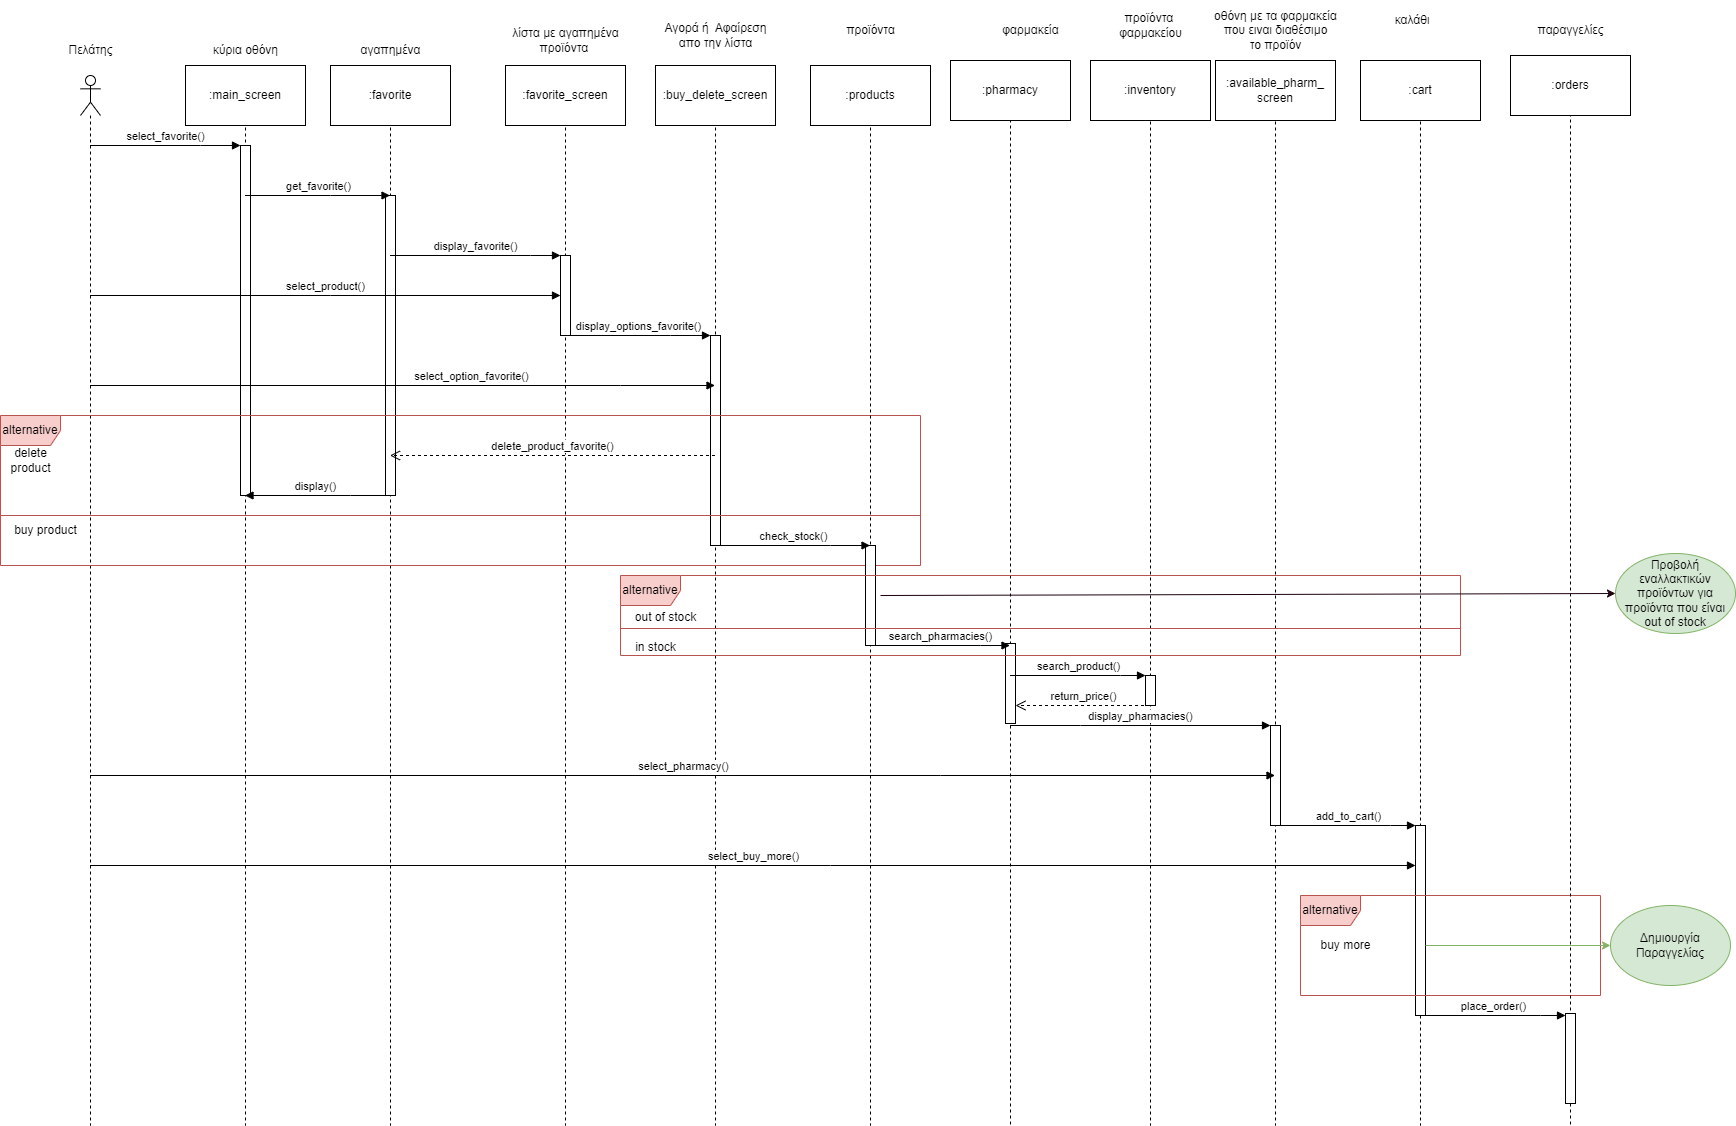 Πελάτης
κύρια οθόνη
αγαπημένα
λίστα με αγαπημένα
προϊόντα
Αγορά ή  Αφαίρεση
απο την λίστα
προϊόντα
φαρμακεία
προϊόντα
φαρμακείου
οθόνη με τα φαρμακεία
που ειναι διαθέσιμο
το προϊόν
καλάθι
παραγγελίες
:main_screen
:favorite
:favorite_screen
:buy_delete_screen
:products
:pharmacy
:inventory
:available_pharm_
screen
:cart
:orders
select_favorite()
get_favorite()
display_favorite()
select_product()
display_options_favorite()
select_option_favorite()
alternative
delete
product
delete_product_favorite()
display()
buy product
check_stock()
alternative
out of stock
Προβολή
εναλλακτικών
προϊόντων για
προϊόντα που είναι
out of stock
in stock
search_pharmacies()
search_product()
return_price()
display_pharmacies()
select_pharmacy()
add_to_cart()
select_buy_more()
alternative
buy more
Δημιουργία
Παραγγελίας
place_order()